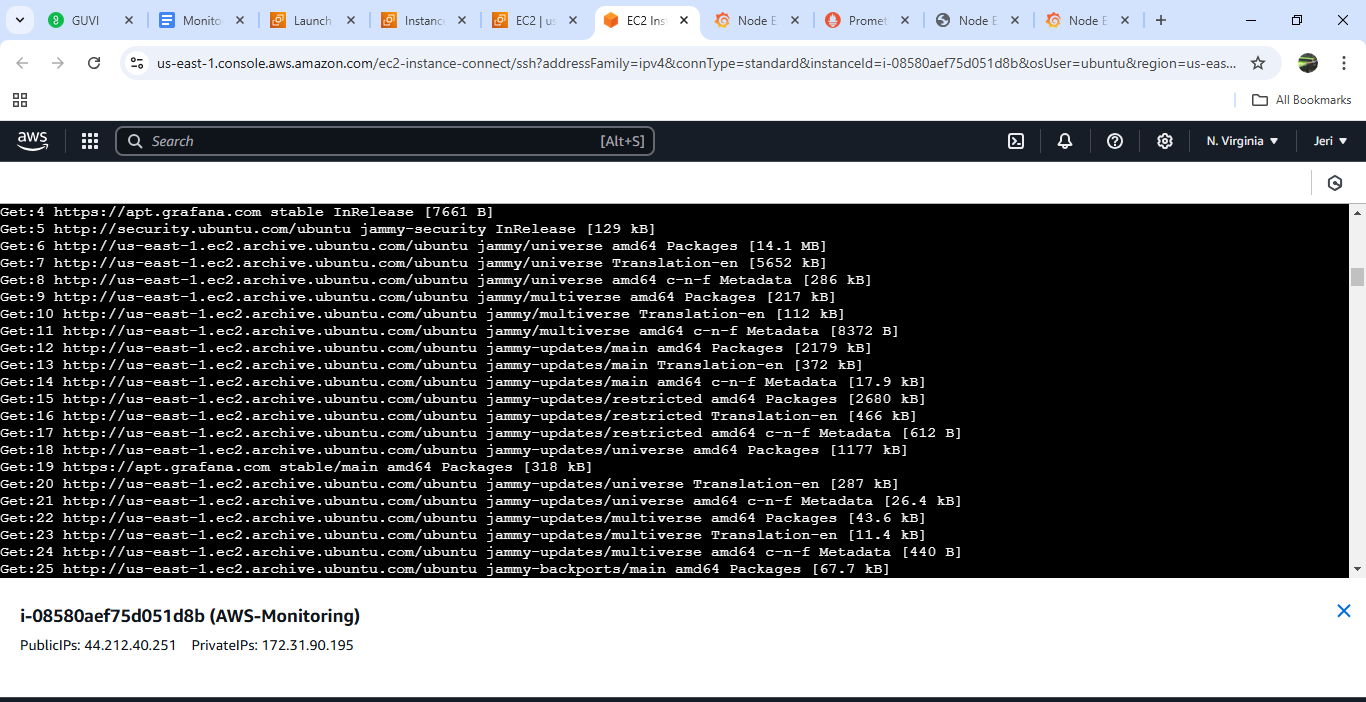 GUVI
Monito
Launch
Instanc
EC2 | us
EC2 Ins
Node E
Promet
Node E
Node E
us-east-1.console.aws.amazon.com/ec2-instance-connect/ssh?addressFamily=ipv4&connType=standard&instanceId=i-08580aef75d051d8b&osUser=ubuntu&region=us-eas...
All Bookmarks
aws
Search
[Alt+S]
N. Virginia
Jeri
Get:4 https://apt.grafana.com stable InRelease [7661 B]
Get:5 http://security.ubuntu.com/ubuntu jammy-security InRelease [129 kB]
Get:6 http://us-east-1.ec2.archive.ubuntu.com/ubuntu jammy/universe amd64 Packages [14.1 MB]
Get:7 http://us-east-1.ec2.archive.ubuntu.com/ubuntu jammy/universe Translation-en [5652 kB]
Get:8 http://us-east-1.ec2.archive.ubuntu.com/ubuntu jammy/universe amd64 c-n-f Metadata [286 kB]
Get:9 http://us-east-1.ec2.archive.ubuntu.com/ubuntu jammy/multiverse amd64 Packages [217 kB]
Get:10 http://us-east-1.ec2.archive.ubuntu.com/ubuntu jammy/multiverse Translation-en [112 kB]
Get:11 http://us-east-1.ec2.archive.ubuntu.com/ubuntu jammy/multiverse amd64 c-n-f Metadata [8372 B]
Get:12 http://us-east-1.ec2.archive.ubuntu.com/ubuntu jammy-updates/main amd64 Packages [2179 kB]
Get:13 http://us-east-1.ec2.archive.ubuntu.com/ubuntu jammy-updates/main Translation-en [372 kB]
Get:14 http://us-east-1.ec2.archive.ubuntu.com/ubuntu jammy-updates/main amd64 c-n-f Metadata [17.9 kB]
Get:15 http://us-east-1.ec2.archive.ubuntu.com/ubuntu jammy-updates/restricted amd64 Packages [2680 kB]
Get:16 http://us-east-1.ec2.archive.ubuntu.com/ubuntu jammy-updates/restricted Translation-en [466 kB]
Get:17 http://us-east-1.ec2.archive.ubuntu.com/ubuntu jammy-updates/restricted amd64 c-n-f Metadata [612 B]
Get:18 http://us-east-1.ec2.archive.ubuntu.com/ubuntu jammy-updates/universe amd64 Packages [1177 kB]
Get:19 https://apt.grafana.com stable/main amd64 Packages [318 kB]
Get:20 http://us-east-1.ec2.archive.ubuntu.com/ubuntu jammy-updates/universe Translation-en [287 kB]
Get:21 http://us-east-1.ec2.archive.ubuntu.com/ubuntu jammy-updates/universe amd64 c-n-f Metadata [26.4 kB]
Get:22 http://us-east-1.ec2.archive.ubuntu.com/ubuntu jammy-updates/multiverse amd64 Packages [43.6 kB]
Get:23 http://us-east-1.ec2.archive.ubuntu.com/ubuntu jammy-updates/multiverse Translation-en [11.4 kB]
Get:24 http://us-east-1.ec2.archive.ubuntu.com/ubuntu jammy-updates/multiverse amd64 c-n-f Metadata [440 B]
Get:25 http://us-east-1.ec2.archive.ubuntu.com/ubuntu jammy-backports/main amd64 Packages [67.7 kB]
i-08580aef75d051d8b (AWS-Monitoring)
PublicIPs: 44.212.40.251 PrivateIPs: 172.31.90.195